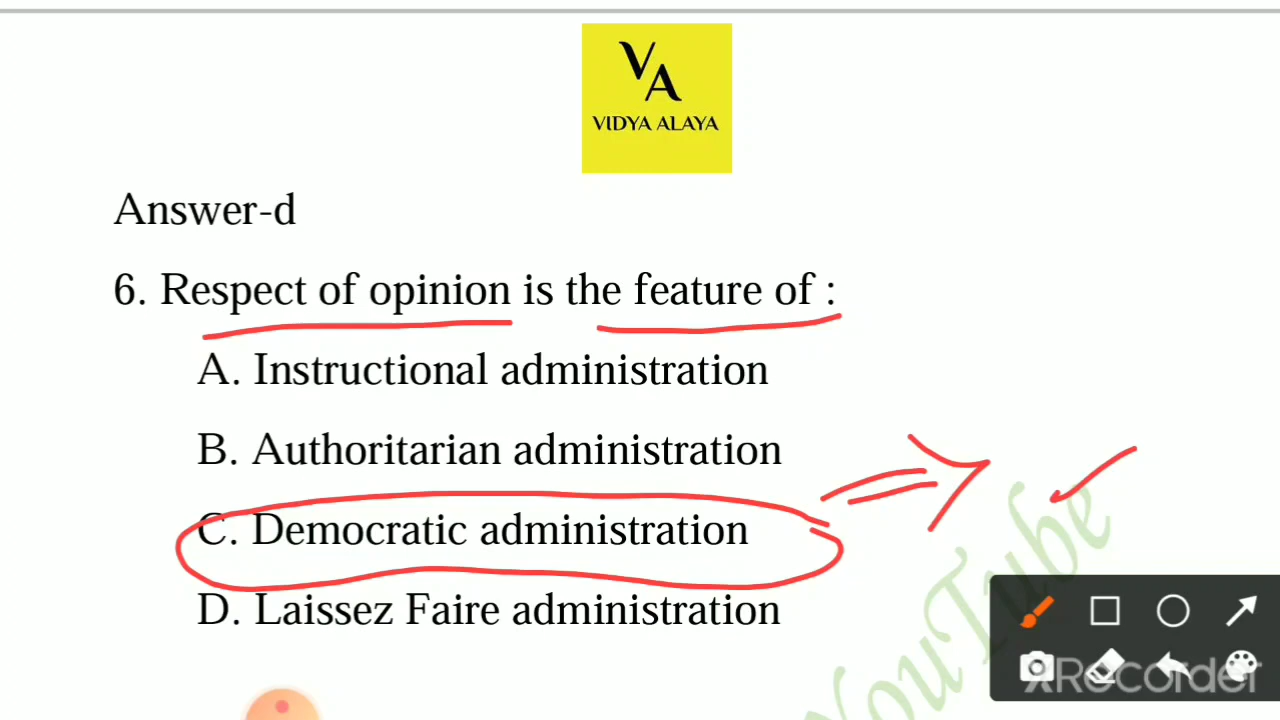 VA
VIDYA ALAYA
Answer-d
6. Respect of opinion is the feature of :
A. Instructional administration
B. Authoritarian administration
C. Democratic administration
D. Laissez Faire administration
YouTube
XRecorder